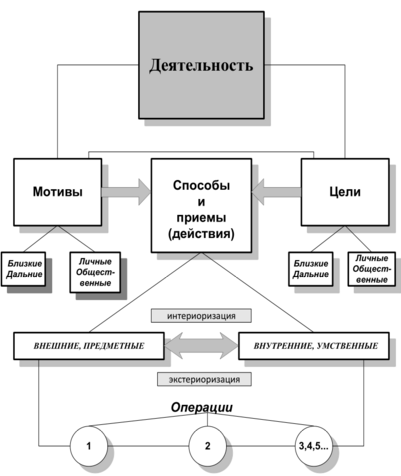 Деятельность
Мотивы
Способы
и
приемы
(действия)
Цели
Близкие
Дальние
Личные
Общест-
венные
Близкие
Дальние
Личные
Общест-
венные
интериоризация
ВНЕШНИЕ, ПРЕДМЕТНЫЕ
ВНУТРЕННИЕ, УМСТВЕННЫЕ
экстериоризация
Операции
1
2
3,4,5...